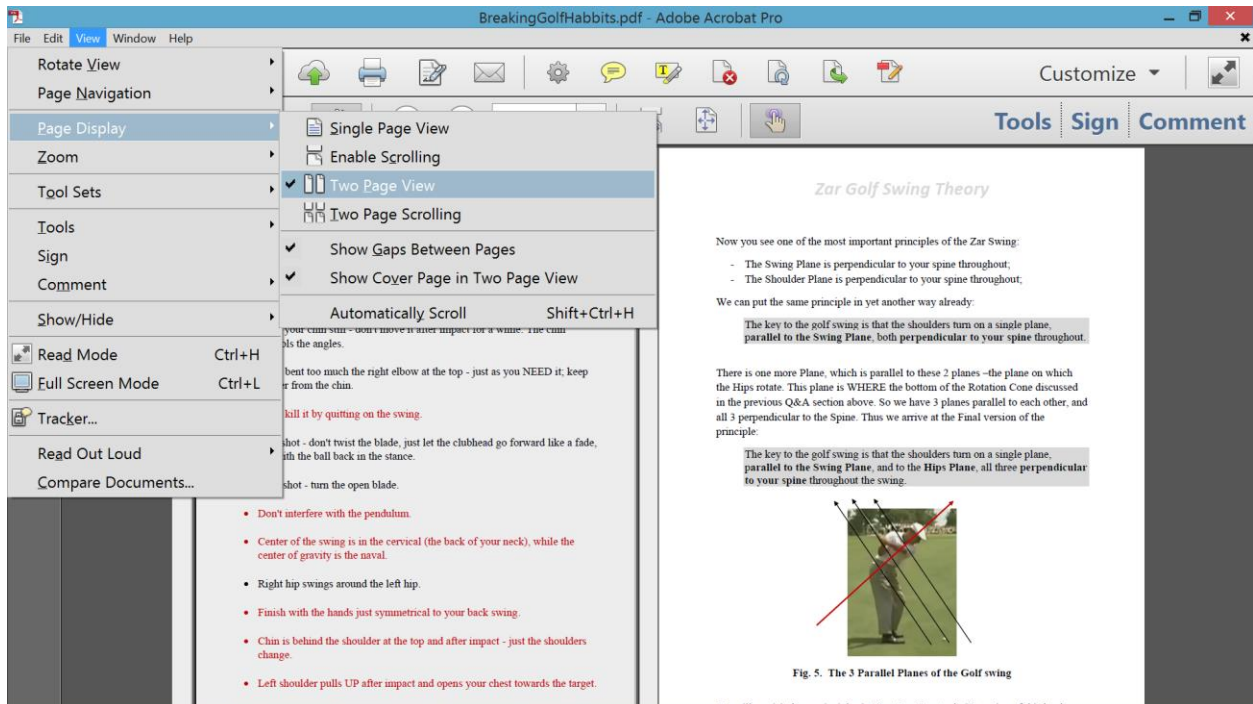 BreakingGolfHabbits.pdf - Adobe Acrobat Pro
File Edit View Window Help
Customize
Tools Sign Comment
Rotate View
Page Navigation
Page Display
Zoom
Tool Sets
Tools
Sign
Comment
Show/Hide
Read Mode Ctrl+H
Full Screen Mode Ctrl+L
Tracker...
Read Out Loud
Compare Documents...
Single Page View
Enable Scrolling
Two Page View
Two Page Scrolling
Show Gaps Between Pages
Show Cover Page in Two Page View
Automatically Scroll Shift+Ctrl+H
your chin still - don't move it after impact for a while. The chin
the angles.
bent too much the right elbow at the top - just as you NEED it; keep
from the chin.
kill it by quitting on the swing.
shot - don't twist the blade, just let the clubhead go forward like a fade,
the ball back in the stance.
shot - turn the open blade.
• Don't interfere with the pendulum.
• Center of the swing is in the cervical (the back of your neck), while the
center of gravity is the naval.
• Right hip swings around the left hip.
• Finish with the hands just symmetrical to your back swing.
• Chin is behind the shoulder at the top and after impact - just the shoulders
change.
• Left shoulder pulls UP after impact and opens your chest towards the target.
Zar Golf Swing Theory
Now you see one of the most important principles of the Zar Swing:
- The Swing Plane is perpendicular to your spine throughout;
- The Shoulder Plane is perpendicular to your spine throughout;
We can put the same principle in yet another way already:
The key to the golf swing is that the shoulders turn on a single plane,
parallel to the Swing Plane, both perpendicular to your spine throughout.
There is one more Plane, which is parallel to these 2 planes –the plane on which
the Hips rotate. This plane is WHERE the bottom of the Rotation Cone discussed
in the previous Q&A section above. So we have 3 planes parallel to each other, and
all 3 perpendicular to the Spine. Thus we arrive at the Final version of the
principle:
The key to the golf swing is that the shoulders turn on a single plane,
parallel to the Swing Plane, and to the Hips Plane, all three perpendicular
to your spine throughout the swing.
Fig. 5. The 3 Parallel Planes of the Golf swing